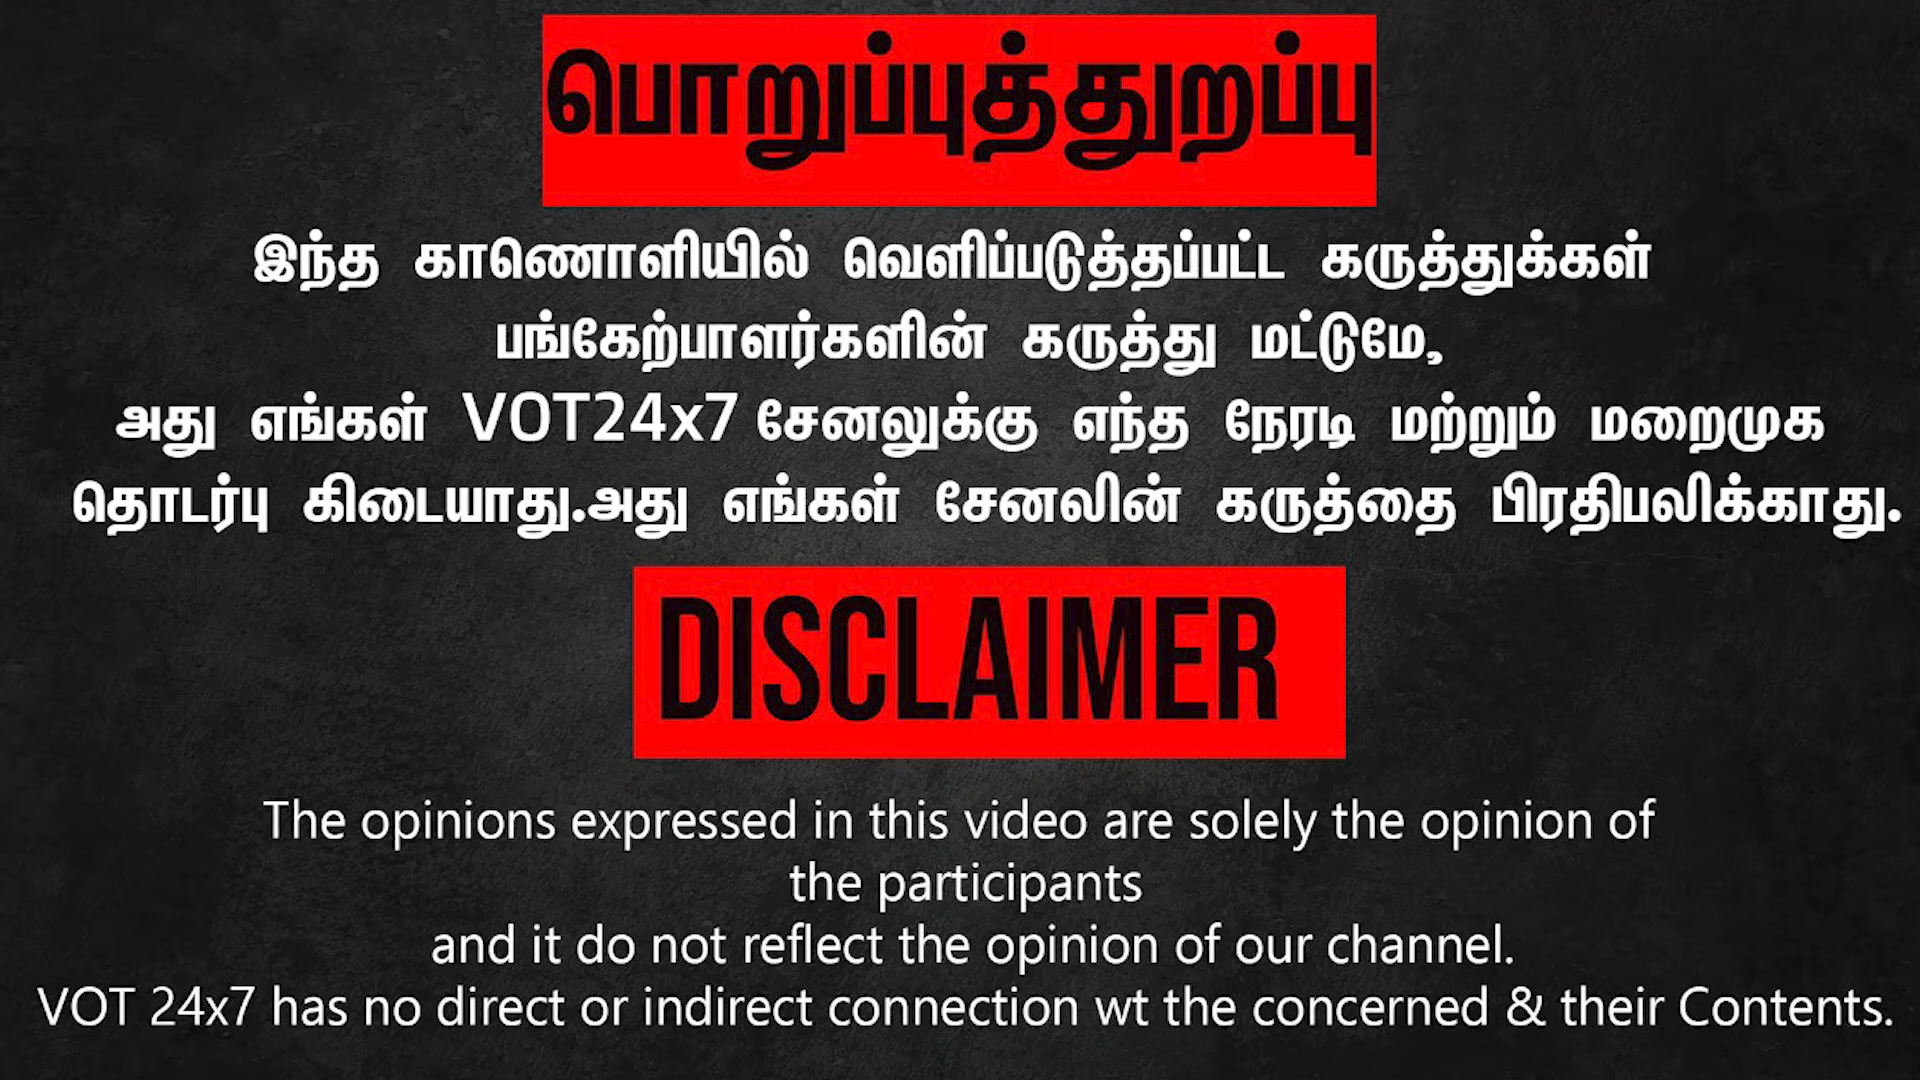 பொறுப்புத்துறப்பு
இந்த காணொளியில் வெளிப்படுத்தப்பட்ட கருத்துக்கள்
பங்கேற்பாளர்களின் கருத்து மட்டுமே,
அது எங்கள் VOT24x7 சேனலுக்கு எந்த நேரடி மற்றும் மறைமுக
தொடர்பு கிடையாது.அது எங்கள் சேனலின் கருத்தை பிரதிபலிக்காது.
DISCLAIMER
The opinions expressed in this video are solely the opinion of
the participants
and it do not reflect the opinion of our channel.
VOT 24x7 has no direct or indirect connection wt the concerned & their Contents.